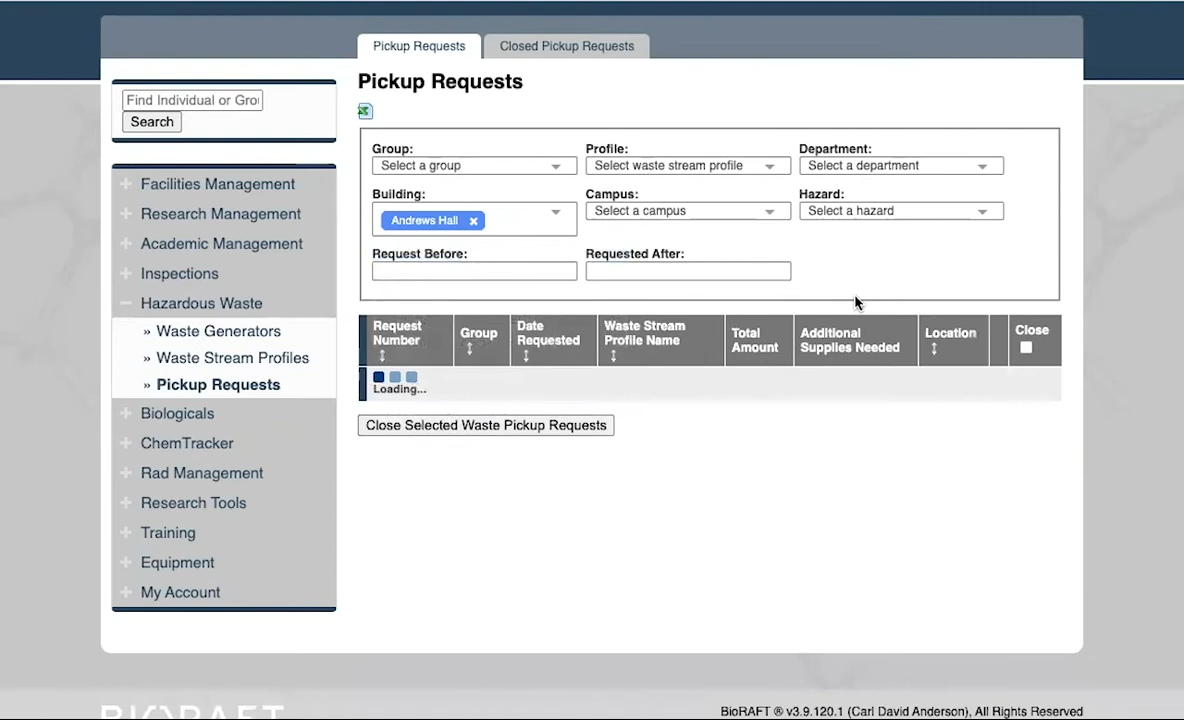 Pickup Requests
Closed Pickup Requests
Pickup Requests
Find Individual or Grou
Search
Group:
Select a group
Profile:
Select waste stream profile
Department:
Select a department
Building:
Andrews Hall ×
Campus:
Select a campus
Hazard:
Select a hazard
Request Before:
Requested After:
Facilities Management
Research Management
Academic Management
Inspections
Hazardous Waste
» Waste Generators
» Waste Stream Profiles
» Pickup Requests
Biologicals
ChemTracker
Rad Management
Research Tools
Training
Equipment
My Account
Request
Number
Group
Date
Requested
Waste Stream
Profile Name
Total
Amount
Additional
Supplies Needed
Location
Close
Loading...
Close Selected Waste Pickup Requests
BIORAFT
BioRAFT ® v3.9.120.1 (Carl David Anderson), All Rights Reserved